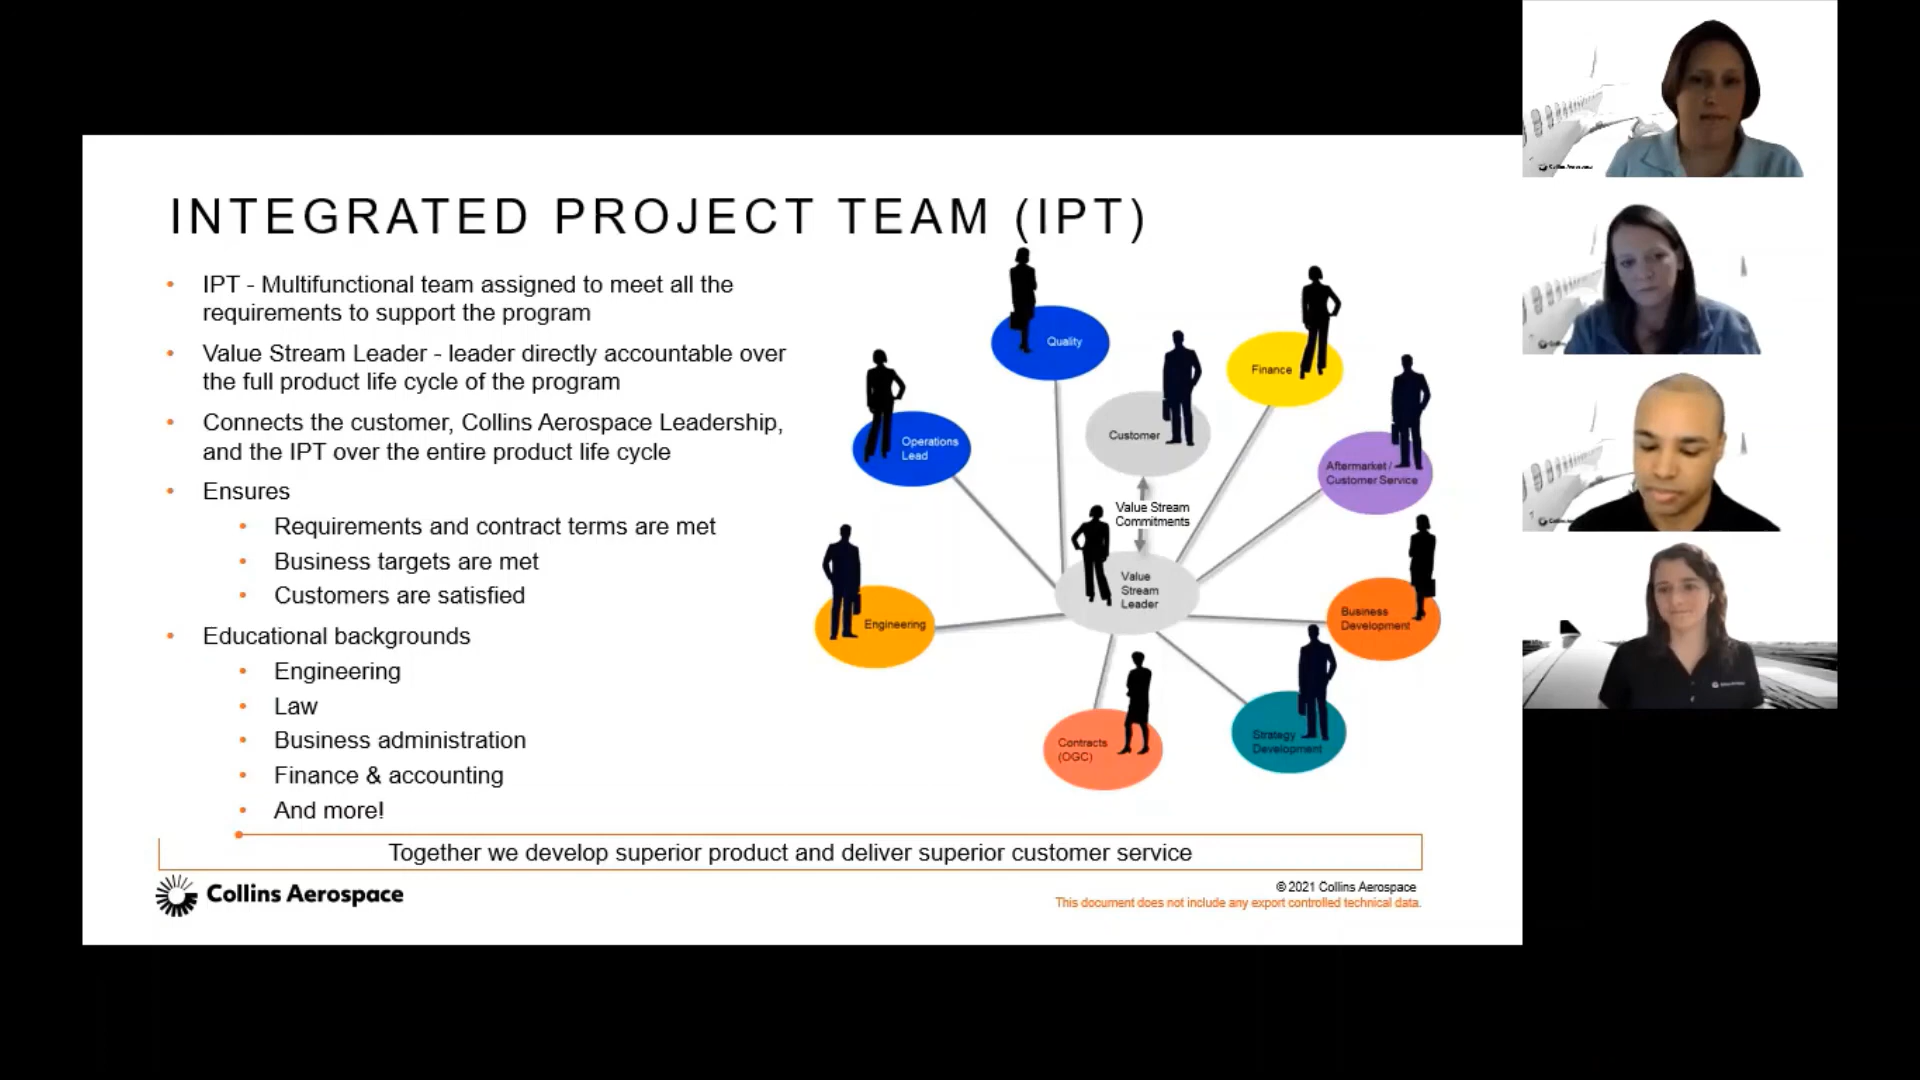 INTEGRATED PROJECT TEAM (IPT)
IPT - Multifunctional team assigned to meet all the
requirements to support the program
Value Stream Leader - leader directly accountable over
the full product life cycle of the program
Connects the customer, Collins Aerospace Leadership,
and the IPT over the entire product life cycle
Ensures
Requirements and contract terms are met
Business targets are met
Customers are satisfied
Educational backgrounds
Engineering
Law
Business administration
Finance & accounting
And more!
Quality
Finance
Customer
Operations
Lead
Aftermarket /
Customer Service
Value Stream
Commitments
Value
Stream
Leader
Engineering
Business
Development
Contracts
(OGC)
Strategy
Development
Together we develop superior product and deliver superior customer service
Collins Aerospace
© 2021 Collins Aerospace
This document does not include any export controlled technical data.